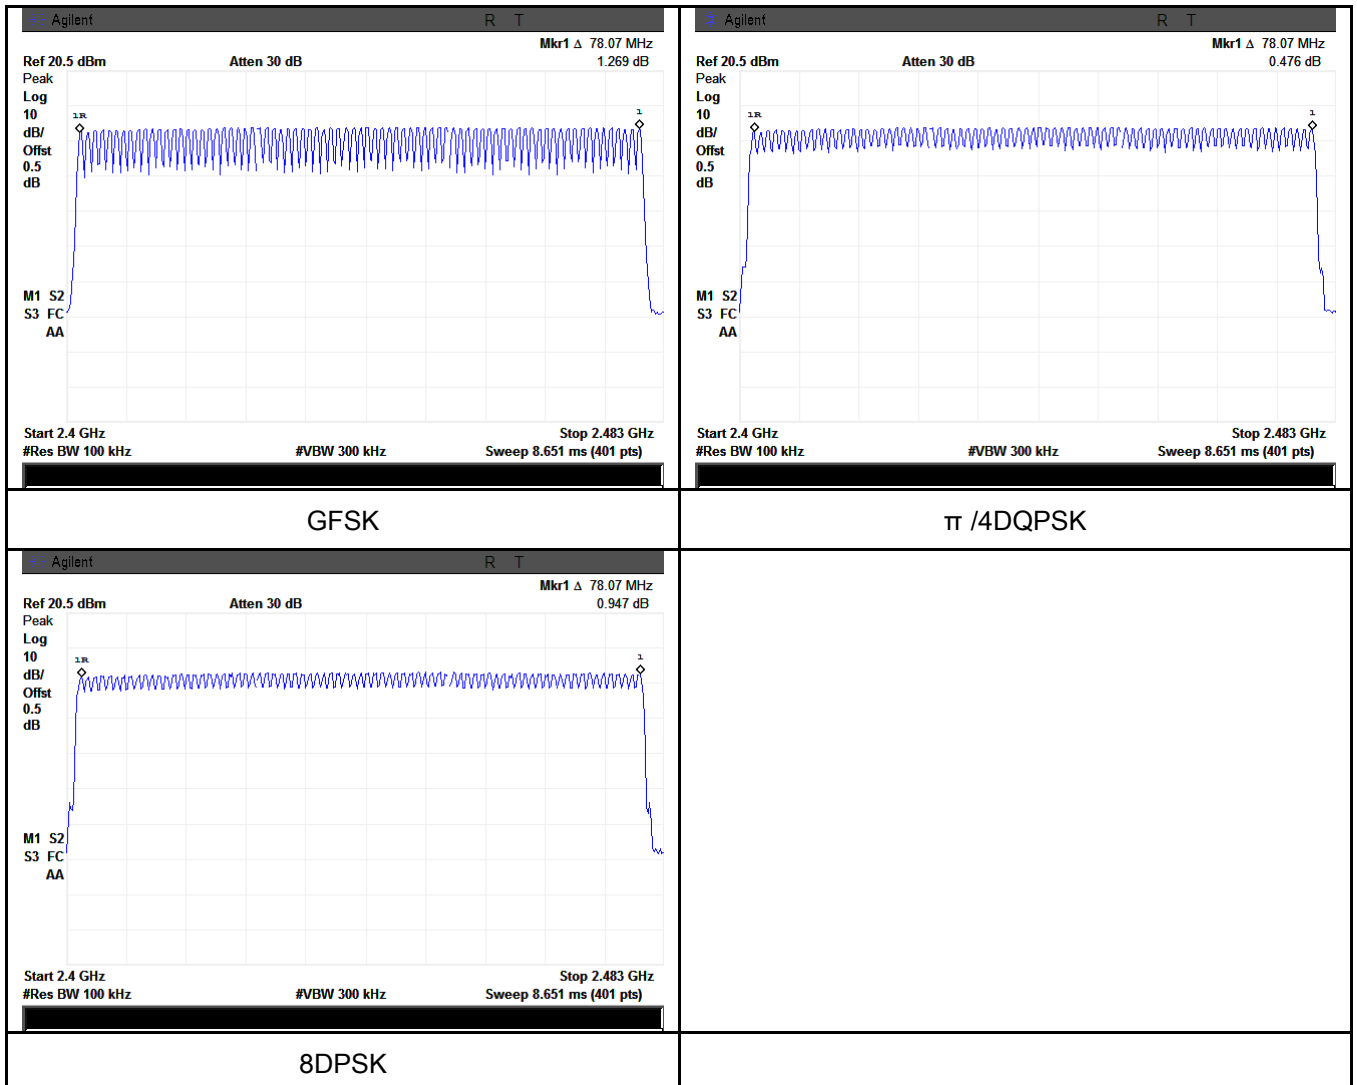 Agilent R T
Mkr1 Δ 78.07 MHz
Ref 20.5 dBm Atten 30 dB 1.269 dB
Peak
Log
10
dB/
Offst
0.5
dB
1R 1
M1 S2
S3 FC
AA
Start 2.4 GHz Stop 2.483 GHz
#Res BW 100 kHz #VBW 300 kHz Sweep 8.651 ms (401 pts)
GFSK
Agilent R T
Mkr1 Δ 78.07 MHz
Ref 20.5 dBm Atten 30 dB 0.476 dB
Peak
Log
10
dB/
Offst
0.5
dB
1R 1
M1 S2
S3 FC
AA
Start 2.4 GHz Stop 2.483 GHz
#Res BW 100 kHz #VBW 300 kHz Sweep 8.651 ms (401 pts)
π /4DQPSK
Agilent R T
Mkr1 Δ 78.07 MHz
Ref 20.5 dBm Atten 30 dB 0.947 dB
Peak
Log
10
dB/
Offst
0.5
dB
1R 1
M1 S2
S3 FC
AA
Start 2.4 GHz Stop 2.483 GHz
#Res BW 100 kHz #VBW 300 kHz Sweep 8.651 ms (401 pts)
8DPSK